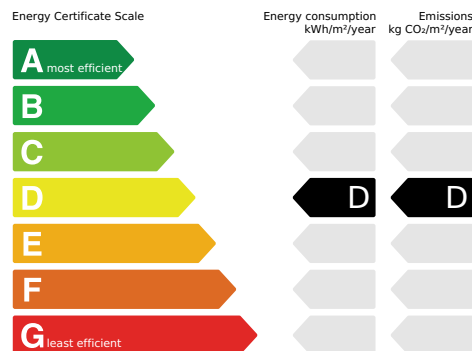 Energy Certificate Scale
Energy consumption
kWh/m²/year
Emissions
kg CO₂/m²/year
A most efficient
B
C
D D D
E
F
G least efficient